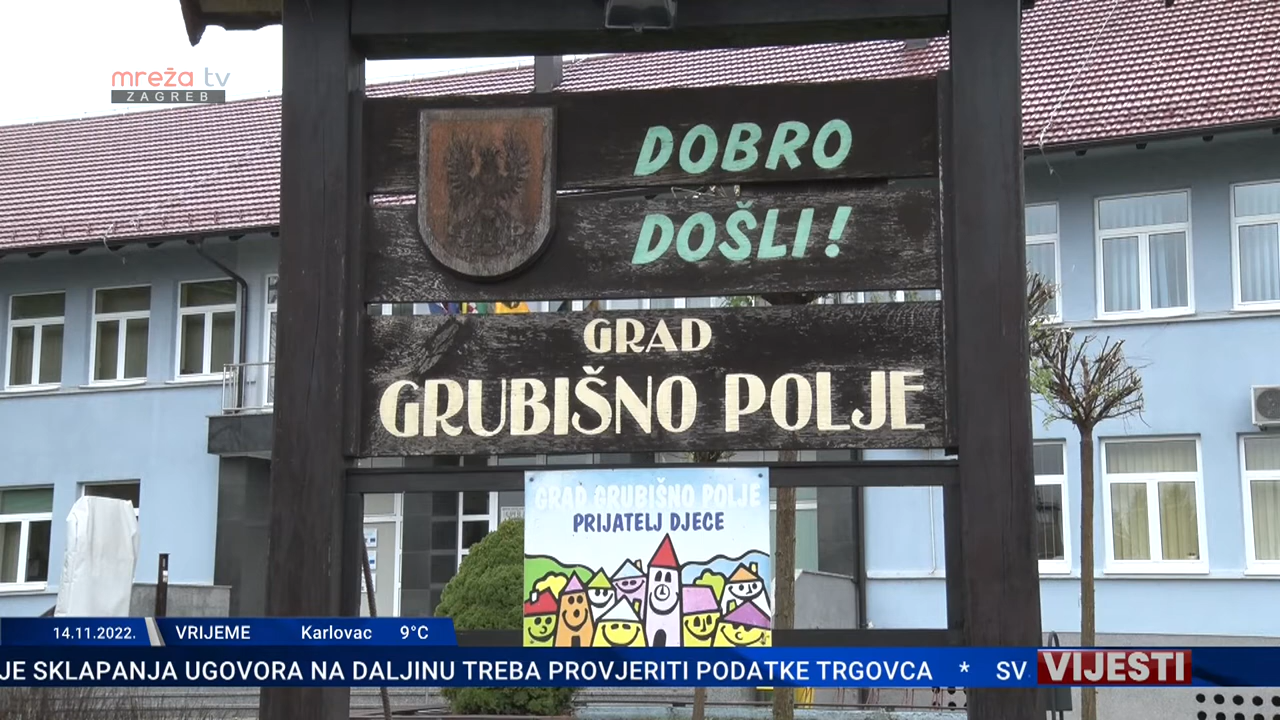 mreža tv
ZAGREB
DOBRO
DOŠLI!
GRAD
GRUBIŠNO POLJE
GRAD GRUBIŠNO POLJE
PRIJATELJ DJECE
14.11.2022. VRIJEME Karlovac 9°C
JE SKLAPANJA UGOVORA NA DALJINU TREBA PROVJERITI PODATKE TRGOVCA * SV
VIJESTI